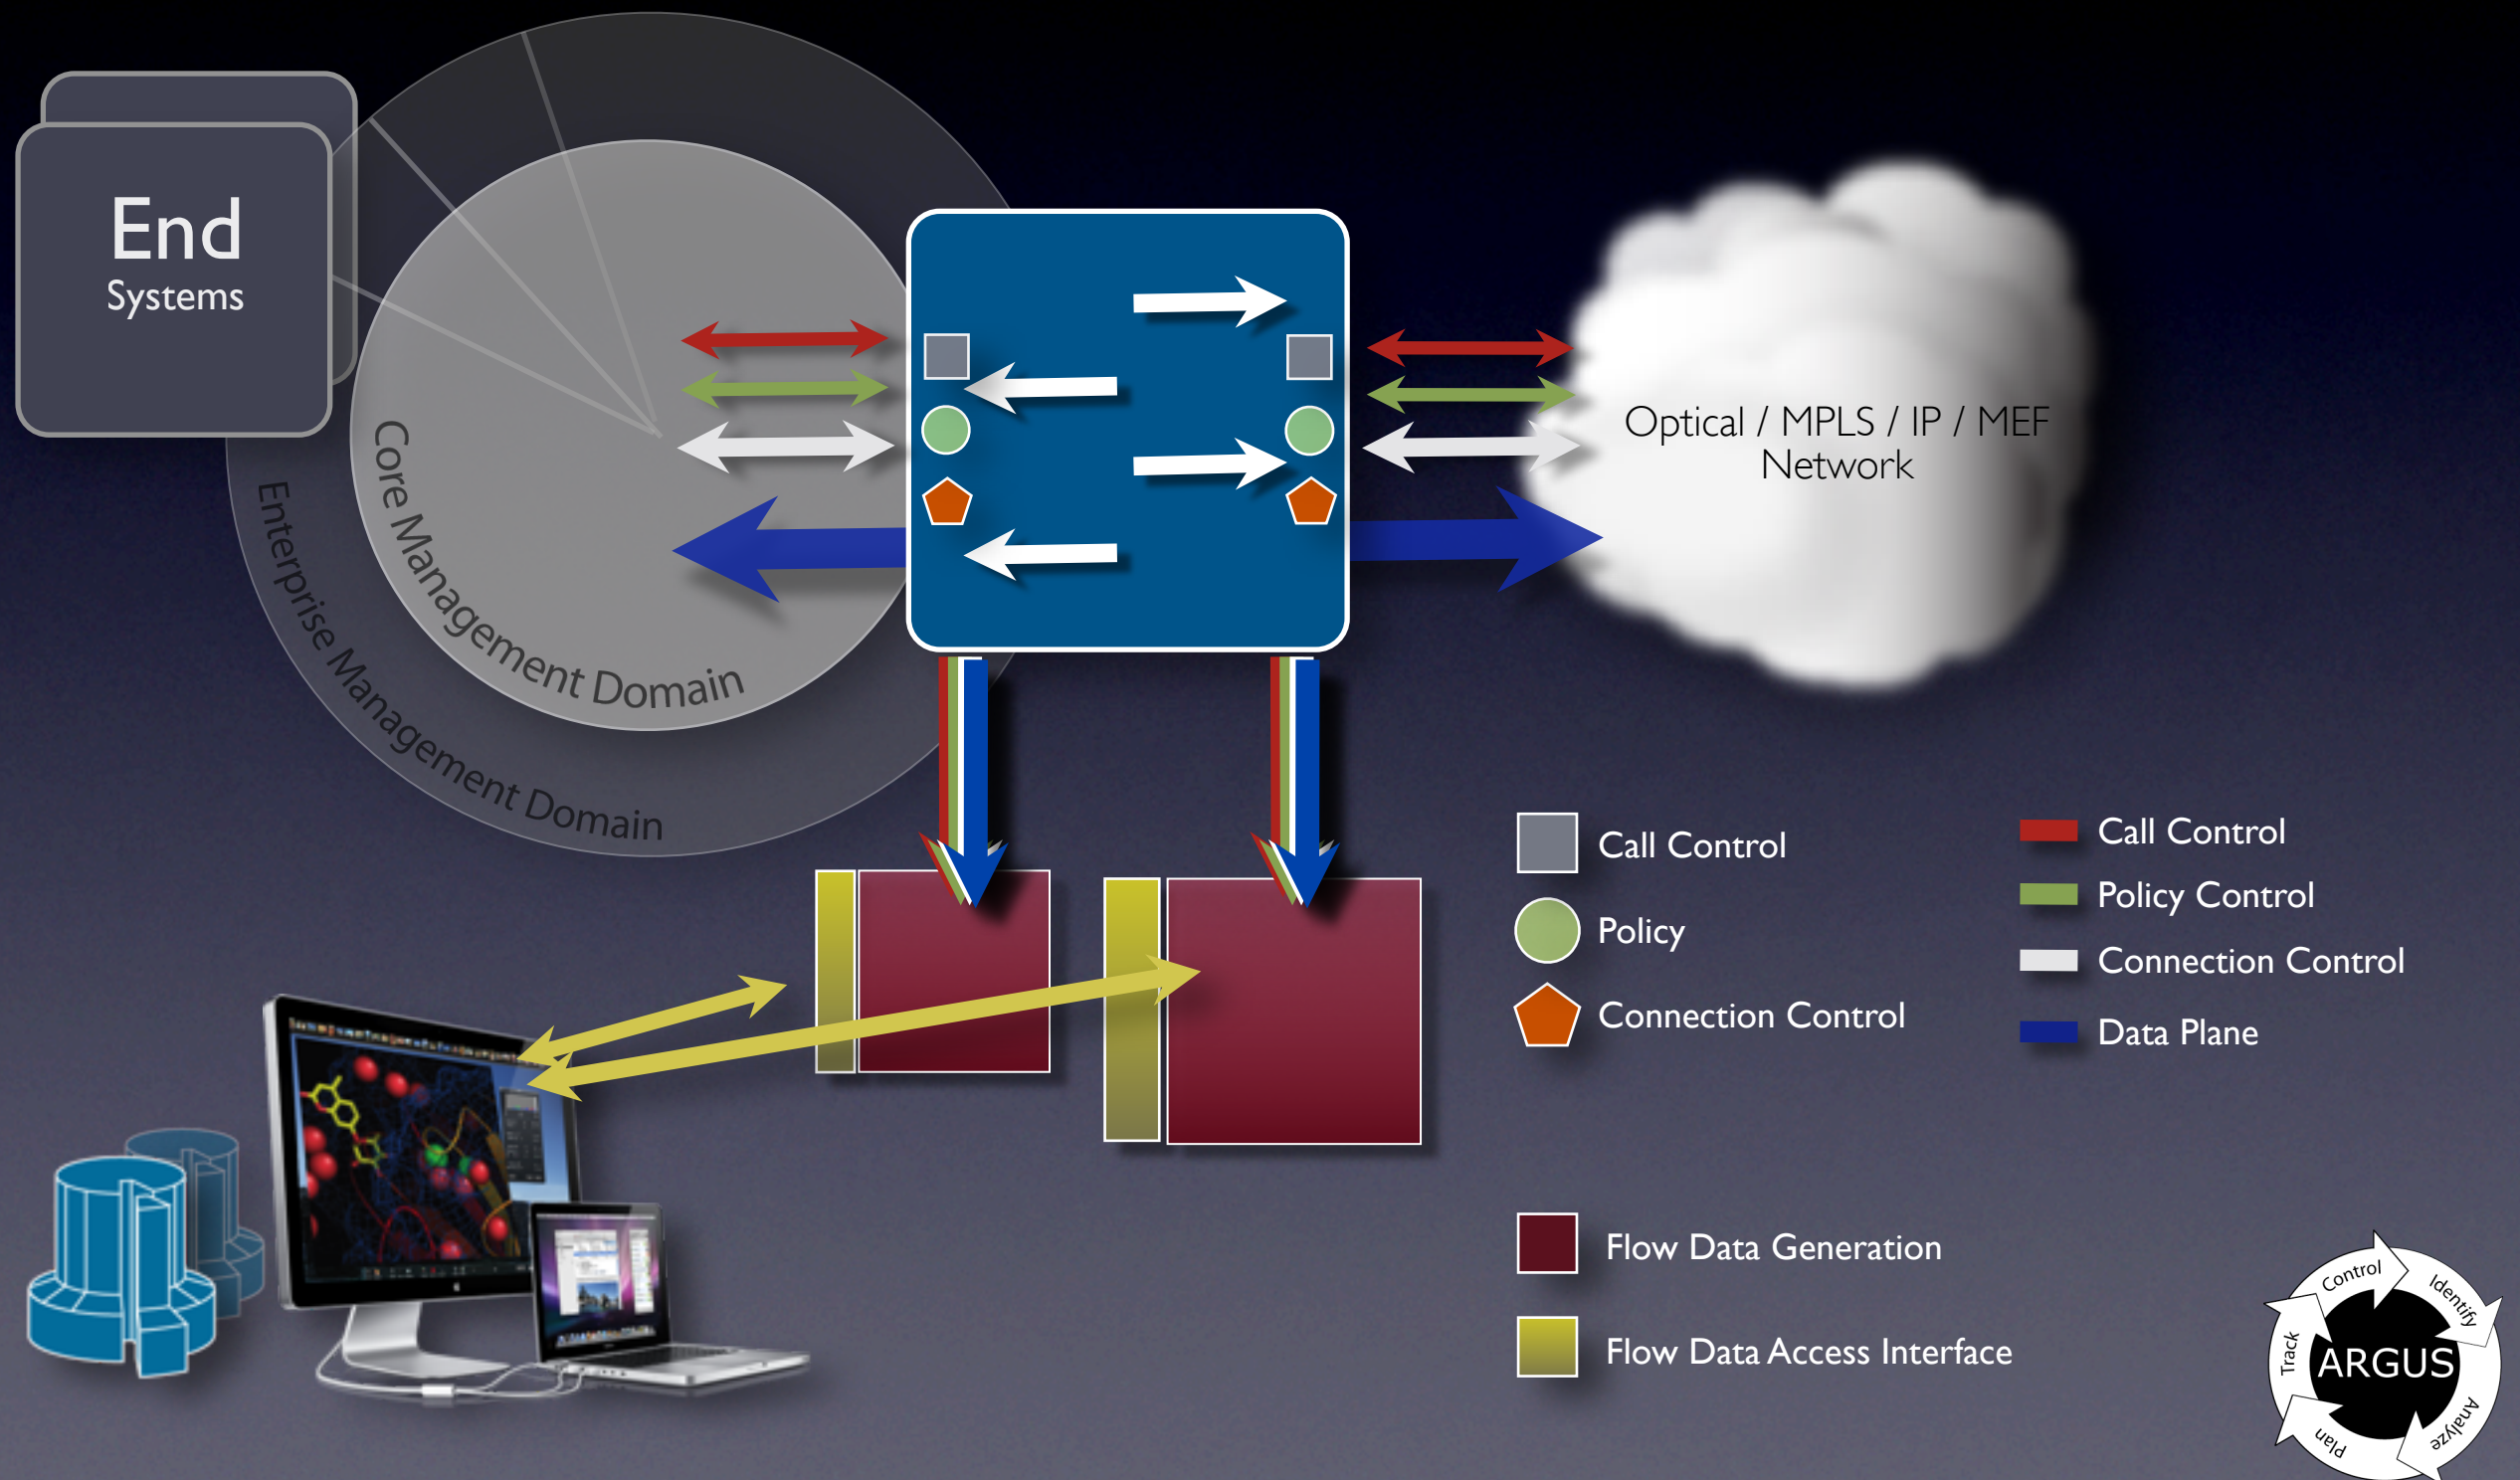 End
Systems
Core Management Domain
Enterprise Management Domain
Optical / MPLS / IP / MEF
Network
Call Control
Policy
Connection Control
Call Control
Policy Control
Connection Control
Data Plane
Flow Data Generation
Flow Data Access Interface
Control
Identify
Analyze
Plan
Track
ARGUS